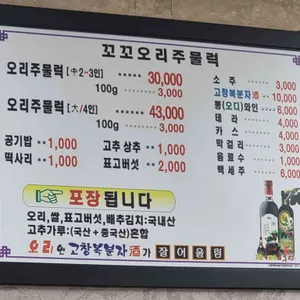 꼬꼬오리주물럭
오리주물럭 [中2~3인] ····· 30,000
100g ········ 3,000
오리주물럭 [大/4인] ····· 43,000
100g ········ 3,000
공기밥 ·· 1,000
고추 상추 ·· 1,000
떡사리 ·· 1,000
표고버섯 ·· 2,000
소 주
고창복분자酒 ·· 10,000
뽕(오디)와인 ·· 6,000
테 라 ····· 4,000
카 스 ····· 4,000
막걸리 ····· 3,000
음료수
백세주
포장 됩니다
오리,쌀,표고버섯,배추김치:국내산
고추가루:(국산 + 중국산)혼합
오리 엔 고창복분자酒가 잘 어 울 림